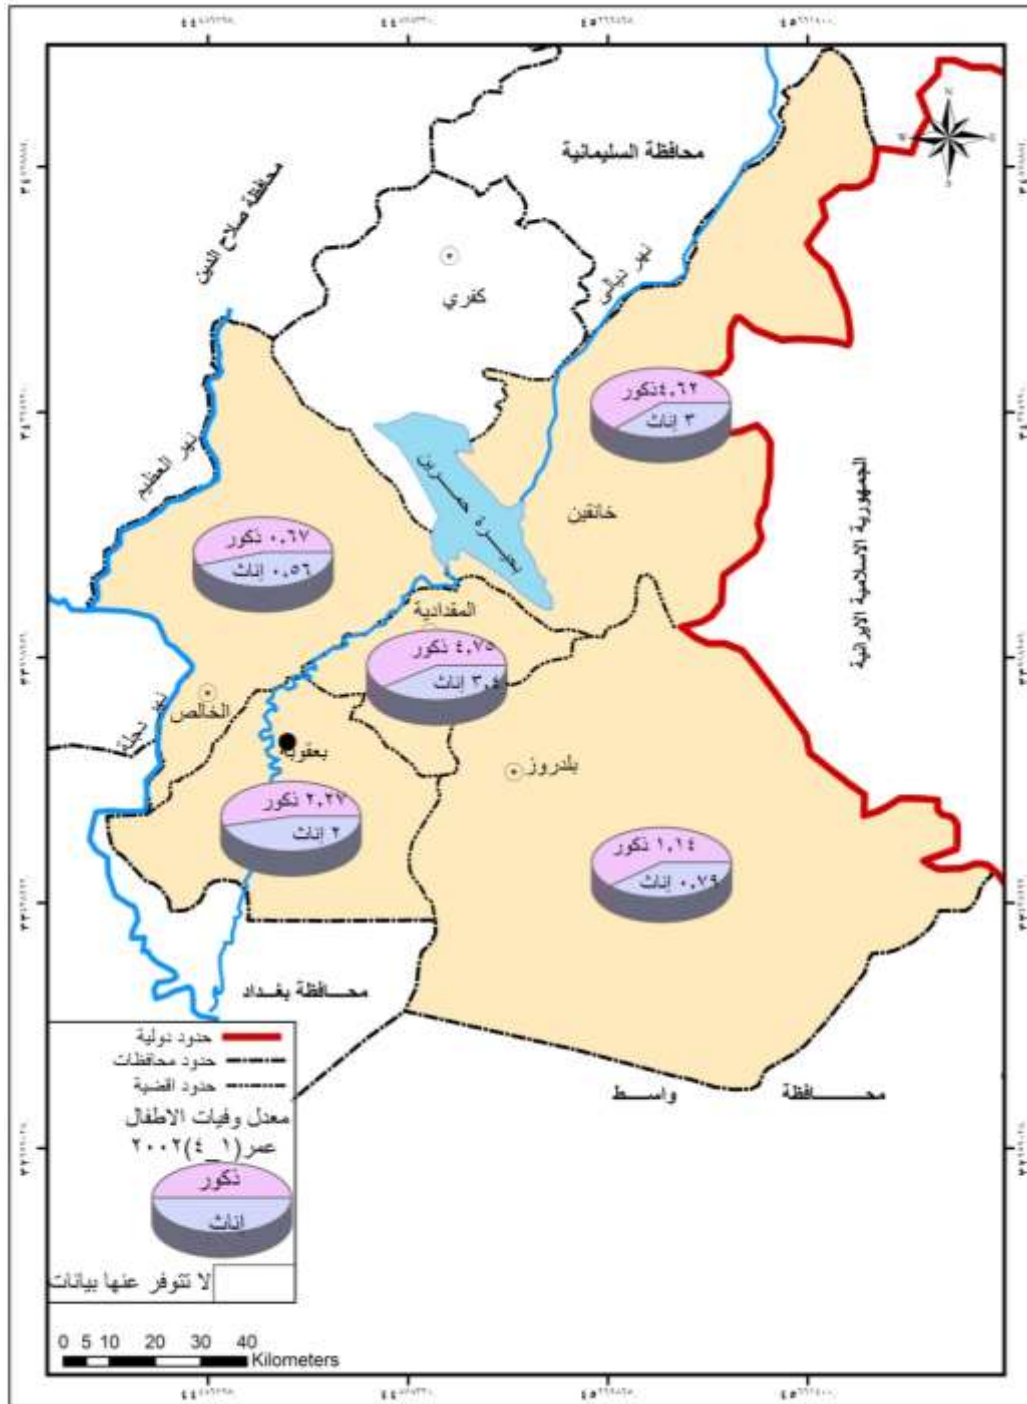 N
W
E
S
محافظة السليمانية
محافظة صلاح الدين
كفري
نهر ديالى
نهر العظيم
٤,٦٢ ذكور
٣ إناث
بحيرة حمرين
خانقين
الجمهورية الاسلامية الايرانية
٠,٦٧ ذكور
٠,٥٦ إناث
المقدادية
٤,٧٥ ذكور
إناث
الخالص
نهر دجلة
بعقوبة
بلدروز
٢,٢٧ ذكور
٢ إناث
١,١٤ ذكور
٠,٧٩ إناث
محافظة بغداد
محافظة واسط
حدود دولية
حدود محافظات
حدود اقضية
معدل وفيات الاطفال
عمر(١_٤)٢٠٠٢
ذكور
إناث
لا تتوفر عنها بيانات
0 5 10 20 30 40
Kilometers